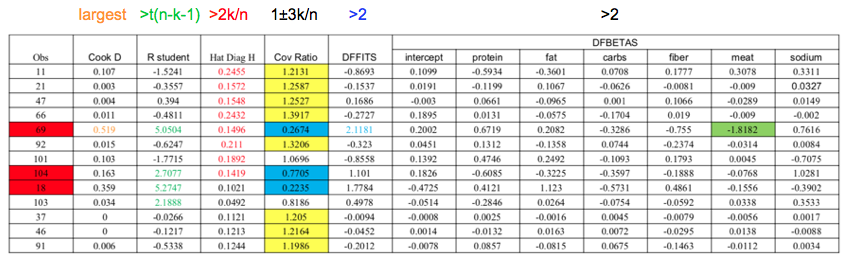 largest >t(n-k-1) >2k/n 1±3k/n >2 >2
DFBETAS
Obs Cook D R student Hat Diag H Cov Ratio DFFITS intercept protein fat carbs fiber meat sodium
11 0.107 -1.5241 0.2455 1.2131 -0.8693 0.1099 -0.5934 -0.3601 0.0708 0.1777 0.3078 0.3311
21 0.003 -0.3557 0.1572 1.2587 -0.1537 0.0191 -0.1199 0.1067 -0.0626 -0.0081 -0.009 0.0327
47 0.004 0.394 0.1548 1.2527 0.1686 -0.003 0.0661 -0.0965 0.001 0.1066 -0.0289 0.0149
66 0.011 -0.4811 0.2432 1.3917 -0.2727 0.1895 0.0131 -0.0575 -0.1704 0.019 -0.009 -0.002
69 0.519 5.0504 0.1496 0.2674 2.1181 0.2002 0.6719 0.2082 -0.3286 -0.755 -1.8182 0.7616
92 0.015 -0.6247 0.211 1.3206 -0.323 0.0451 0.1312 -0.1358 0.0744 -0.2374 -0.0314 0.0084
101 0.103 -1.7715 0.1892 1.0696 -0.8558 0.1392 0.4746 0.2492 -0.1093 0.1793 0.0045 -0.7075
104 0.163 2.7077 0.1419 0.7705 1.101 0.1826 -0.6085 -0.3225 -0.3597 -0.1888 -0.0768 1.0281
18 0.359 5.2747 0.1021 0.2235 1.7784 -0.4725 0.4121 1.123 -0.5731 0.4861 -0.1556 -0.3902
103 0.034 2.1888 0.0492 0.8186 0.4978 -0.0514 -0.2846 0.0264 -0.0754 -0.0592 0.0338 0.3533
37 0 -0.0266 0.1121 1.205 -0.0094 -0.0008 0.0025 -0.0016 0.0045 -0.0079 -0.0056 0.0017
46 0 -0.1217 0.1213 1.2164 -0.0452 0.0014 -0.0132 0.0163 0.0072 -0.0295 0.0138 -0.0088
91 0.006 -0.5338 0.1244 1.1986 -0.2012 -0.0078 0.0857 -0.0815 0.0675 -0.1463 -0.0112 0.0034